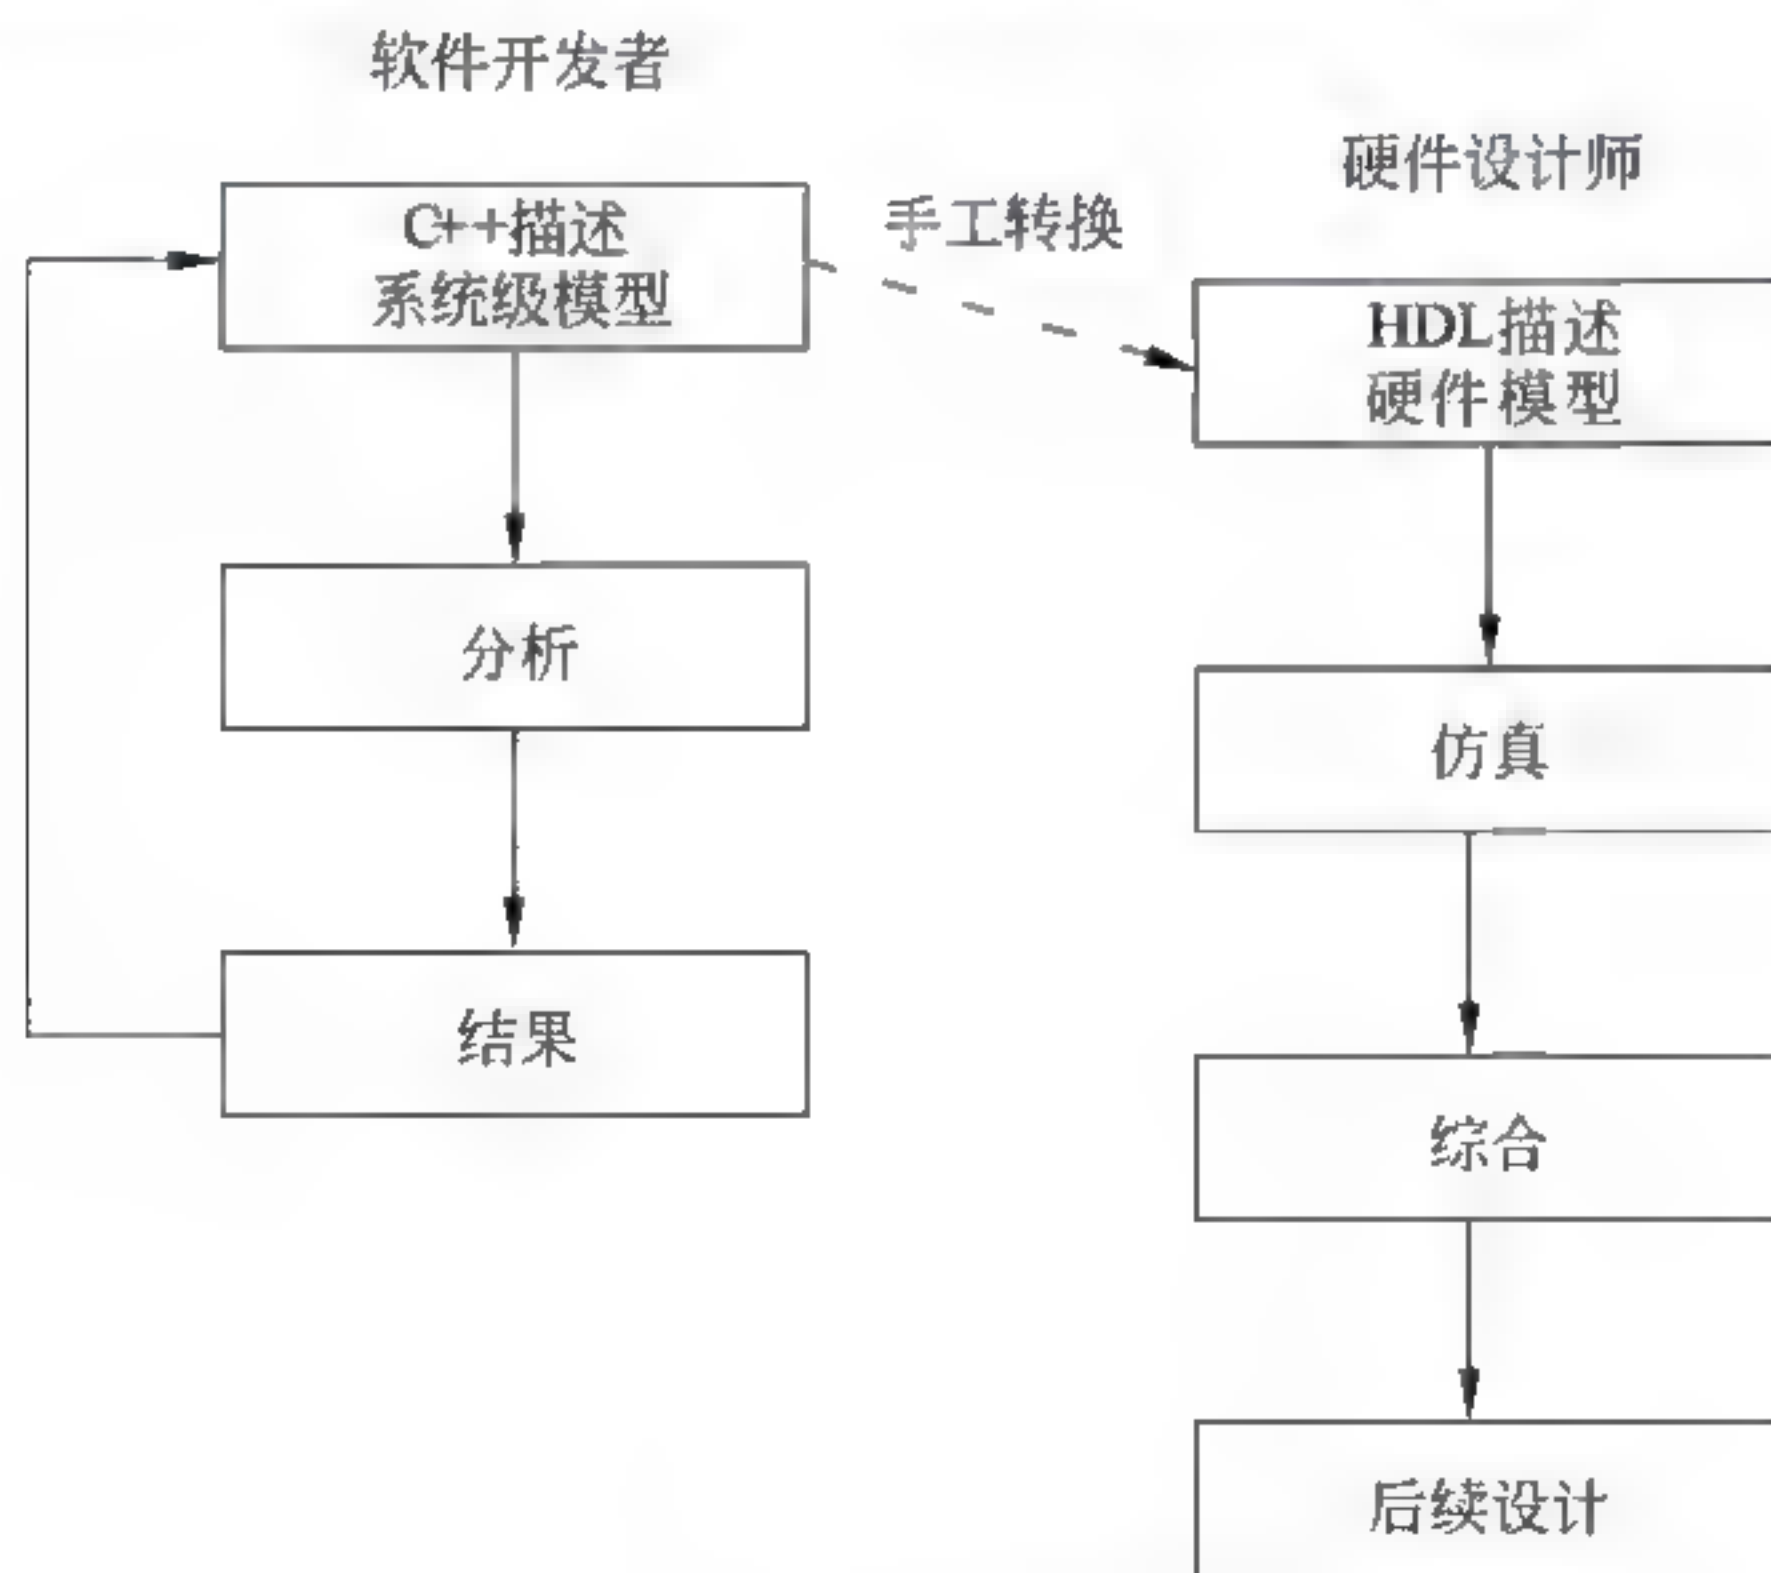 软件开发者
硬件设计师
手工转换
C++描述
系统级模型
HDL描述
硬件模型
分析
仿真
结果
综合
后续设计